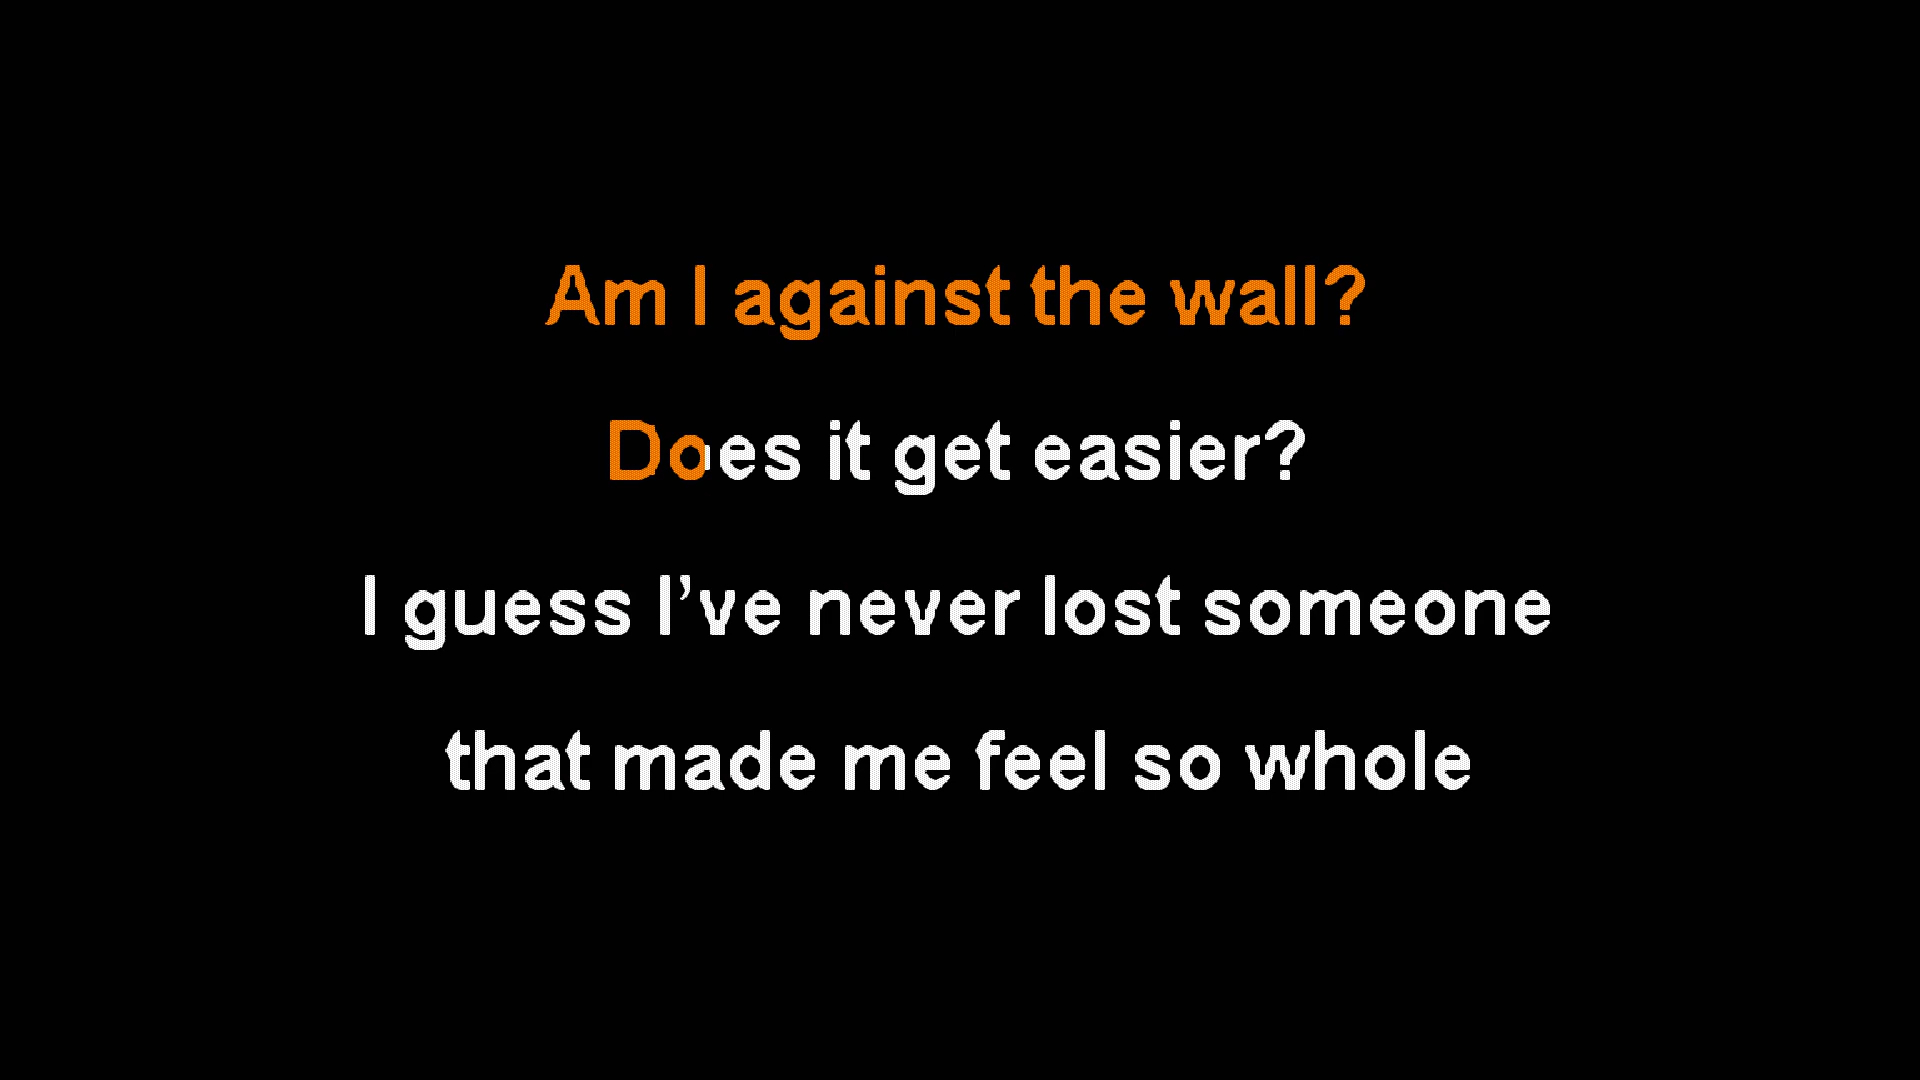 Am I against the wall?
Does it get easier?
I guess I’ve never lost someone
that made me feel so whole